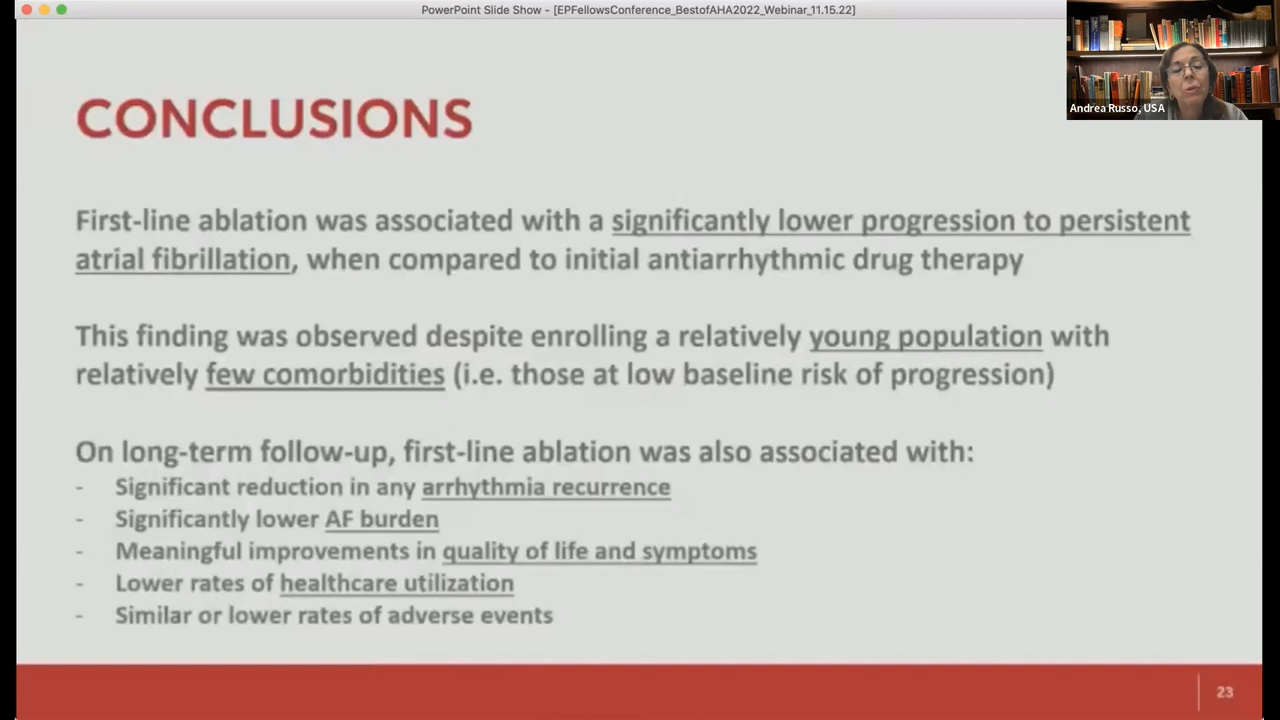 PowerPoint Slide Show - [EPFellowsConference_BestofAHA2022_Webinar_11.15.22]
Andrea Russo, USA
CONCLUSIONS
First-line ablation was associated with a significantly lower progression to persistent
atrial fibrillation, when compared to initial antiarrhythmic drug therapy
This finding was observed despite enrolling a relatively young population with
relatively few comorbidities (i.e. those at low baseline risk of progression)
On long-term follow-up, first-line ablation was also associated with:
- Significant reduction in any arrhythmia recurrence
- Significantly lower AF burden
- Meaningful improvements in quality of life and symptoms
- Lower rates of healthcare utilization
- Similar or lower rates of adverse events
23